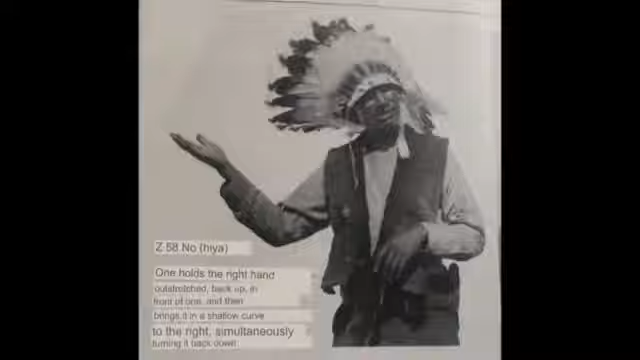 Z 58 No (hiya)
One holds the right hand
outstretched, back up, in
front of one, and then
brings it in a shallow curve
to the right, simultaneously
turning it back down